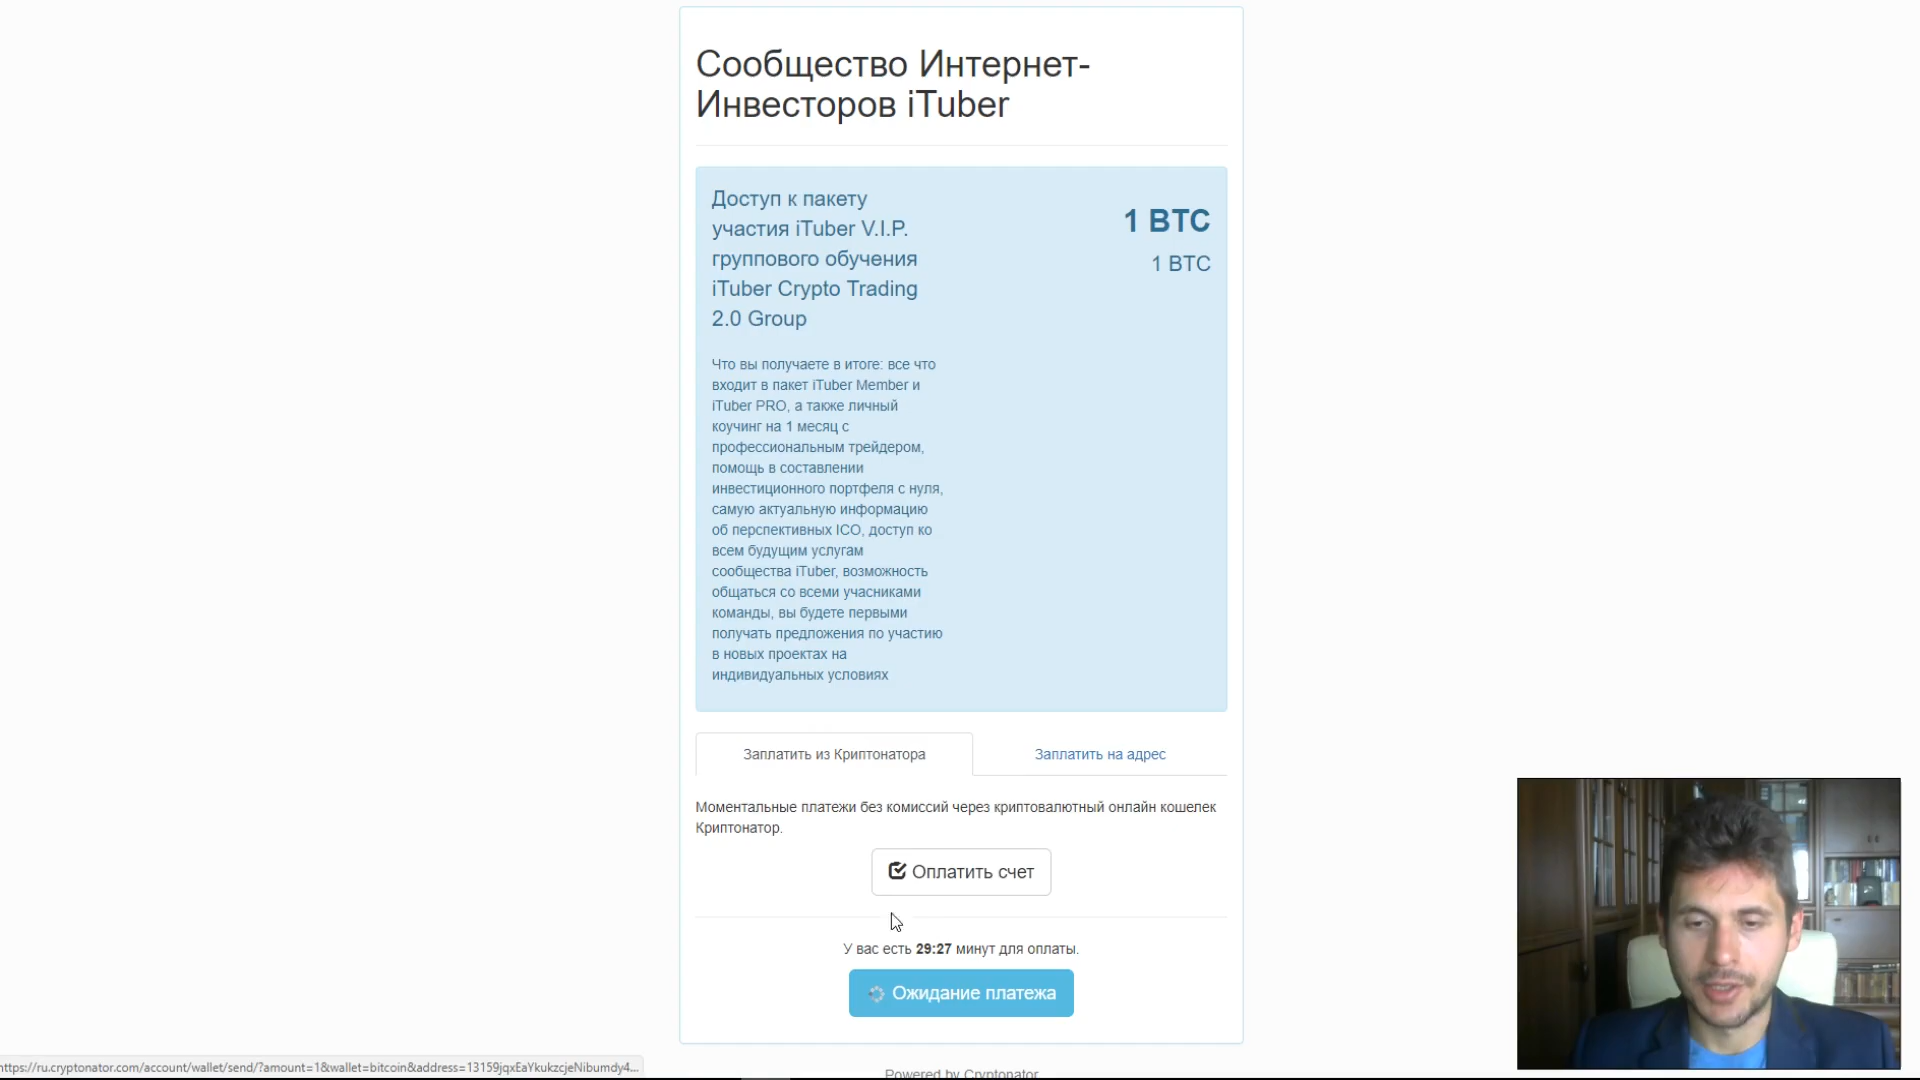 Сообщество Интернет-
Инвесторов iTuber
Доступ к пакету
участия iTuber V.I.P.
группового обучения
iTuber Crypto Trading
2.0 Group
1 BTC
1 BTC
Что вы получаете в итоге: все что
входит в пакет iTuber Member и
iTuber PRO, а также личный
коучинг на 1 месяц с
профессиональным трейдером,
помощь в составлении
инвестиционного портфеля с нуля,
самую актуальную информацию
об перспективных ICO, доступ ко
всем будущим услугам
сообщества iTuber, возможность
общаться со всеми учасниками
команды, вы будете первыми
получать предложения по участию
в новых проектах на
индивидуальных условиях
Заплатить из Криптонатора
Заплатить на адрес
Моментальные платежи без комиссий через криптовалютный онлайн кошелек
Криптонатор.
Оплатить счет
У вас есть 29:27 минут для оплаты.
Ожидание платежа
https://ru.cryptonator.com/account/wallet/send/?amount=1&wallet=bitcoin&address=13159jqxEaYkukzcjeNibumdy4...
Powered by Cryptonator